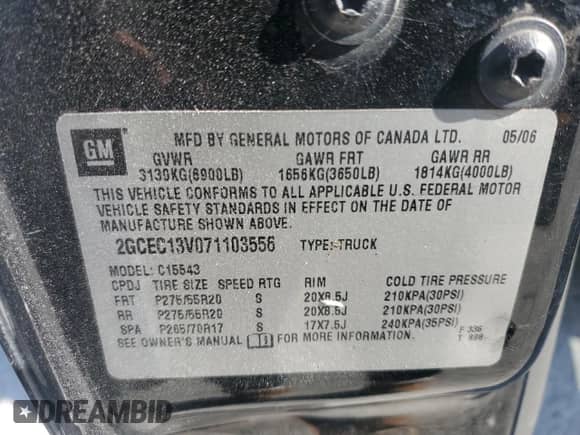 GM
MFD BY GENERAL MOTORS OF CANADA LTD. 05/06
GVWR GAWR FRT GAWR RR
3130KG(6900LB) 1656KG(3650LB) 1814KG(4000LB)
THIS VEHICLE CONFORMS TO ALL APPLICABLE U.S. FEDERAL MOTOR
VEHICLE SAFETY STANDARDS IN EFFECT ON THE DATE OF
MANUFACTURE SHOWN ABOVE.
2GCEC13V071103556 TYPE: TRUCK
MODEL: C15543
CPDJ TIRE SIZE SPEED RTG RIM COLD TIRE PRESSURE
FRT P275/55R20 S 20X8.5J 210KPA(30PSI)
RR P275/55R20 S 20X8.5J 210KPA(30PSI)
SPA P265/70R17 S 17X7.5J 240KPA(35PSI)
SEE OWNER'S MANUAL FOR MORE INFORMATION.
DREAMBID